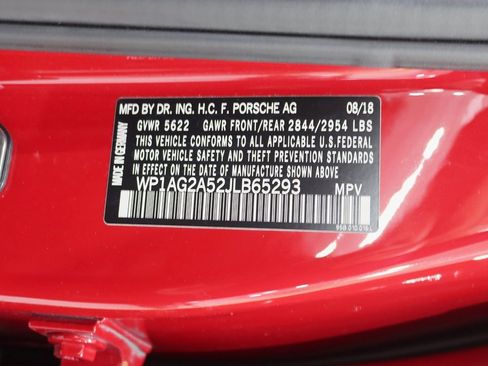 MFD BY DR. ING. H.C. F. PORSCHE AG 08/18
GVWR 5622 GAWR FRONT/REAR 2844/2954 LBS
THIS VEHICLE CONFORMS TO ALL APPLICABLE U.S.FEDERAL
MOTOR VEHICLE SAFETY AND THEFT PREVENTION STANDARDS
IN EFFECT ON THE DATE OF MANUFACTURE SHOWN ABOVE
WP1AG2A52JLB65293 MPV
MADE IN GERMANY